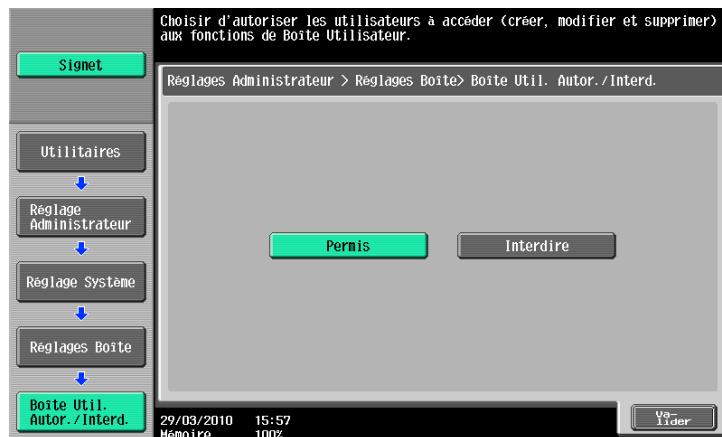 Choisir d'autoriser les utilisateurs à accéder (créer, modifier et supprimer)
aux fonctions de Boîte Utilisateur.
Signet
Réglages Administrateur > Réglages Boîte> Boîte Util. Autor./Interd.
Utilitaires
Réglage
Administrateur
Réglage Système
Réglages Boîte
Boîte Util.
Autor./Interd.
Permis
Interdire
29/03/2010 15:57
Mémoire 100%
Va-
lider